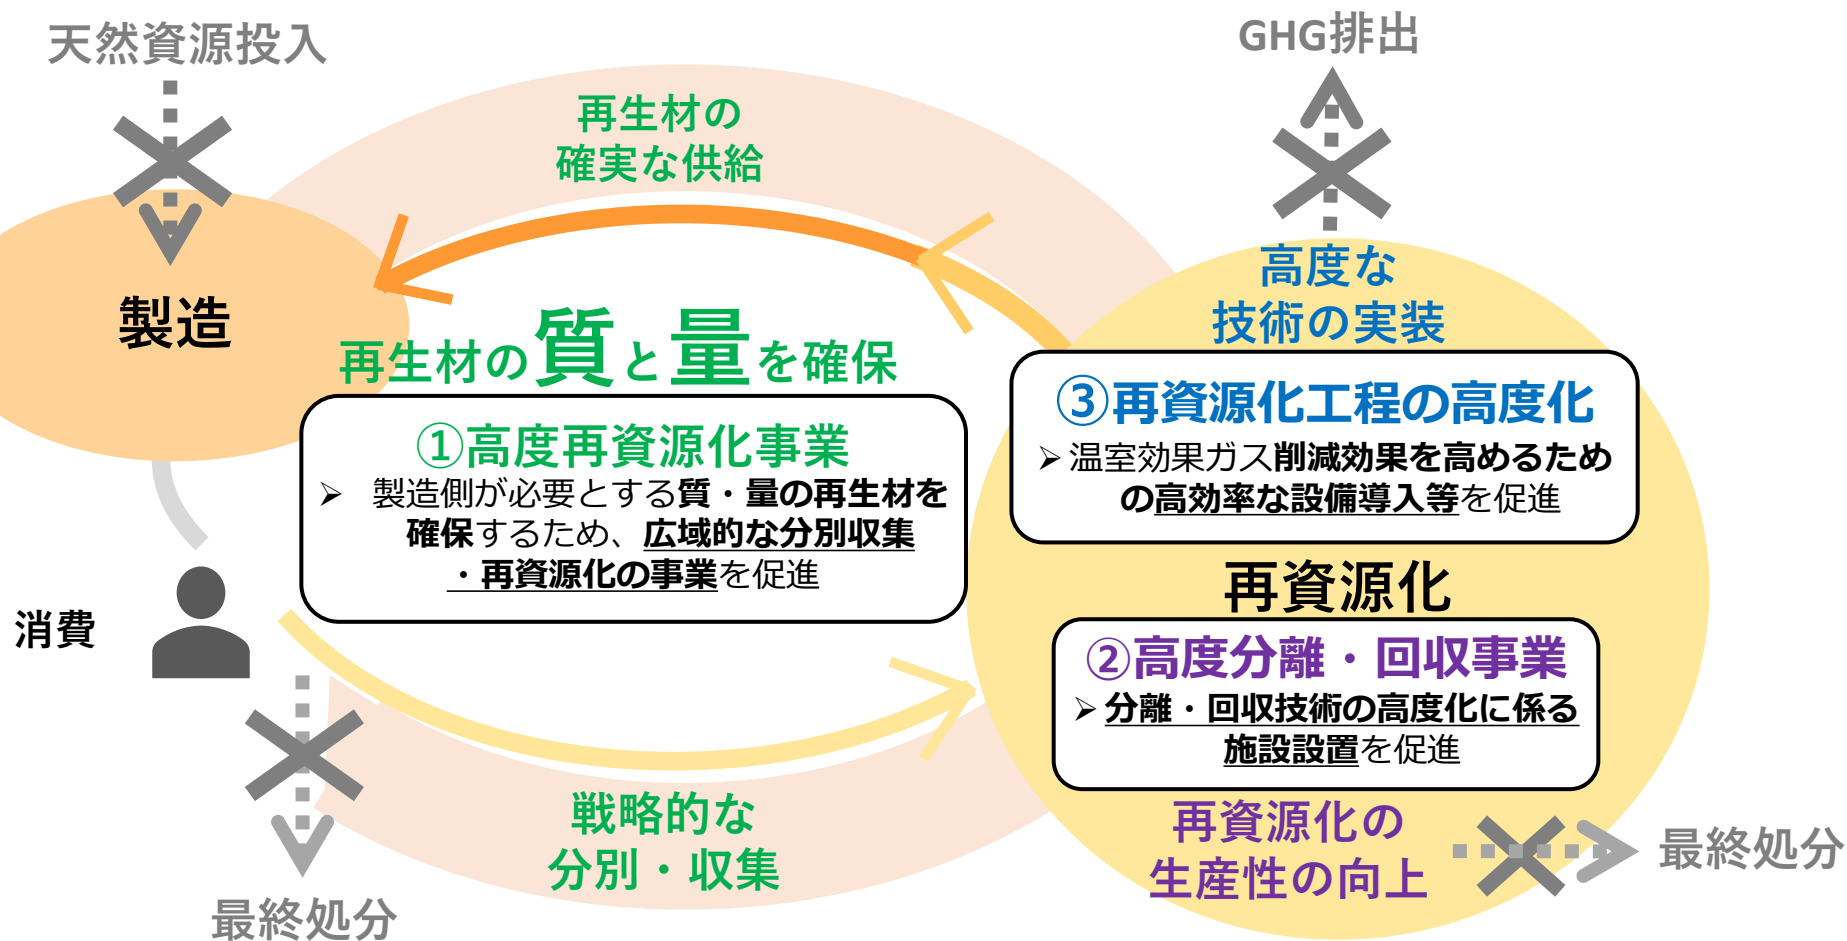 天然資源投入
GHG排出
再生材の
確実な供給
製造
高度な
技術の実装
再生材の質と量を確保
①高度再資源化事業
➢ 製造側が必要とする質・量の再生材を
確保するため、広域的な分別収集
・再資源化の事業を促進
③再資源化工程の高度化
➢温室効果ガス削減効果を高めるため
の高効率な設備導入等を促進
再資源化
消費
②高度分離・回収事業
➢分離・回収技術の高度化に係る
施設設置を促進
戦略的な
分別・収集
再資源化の
生産性の向上
最終処分
最終処分